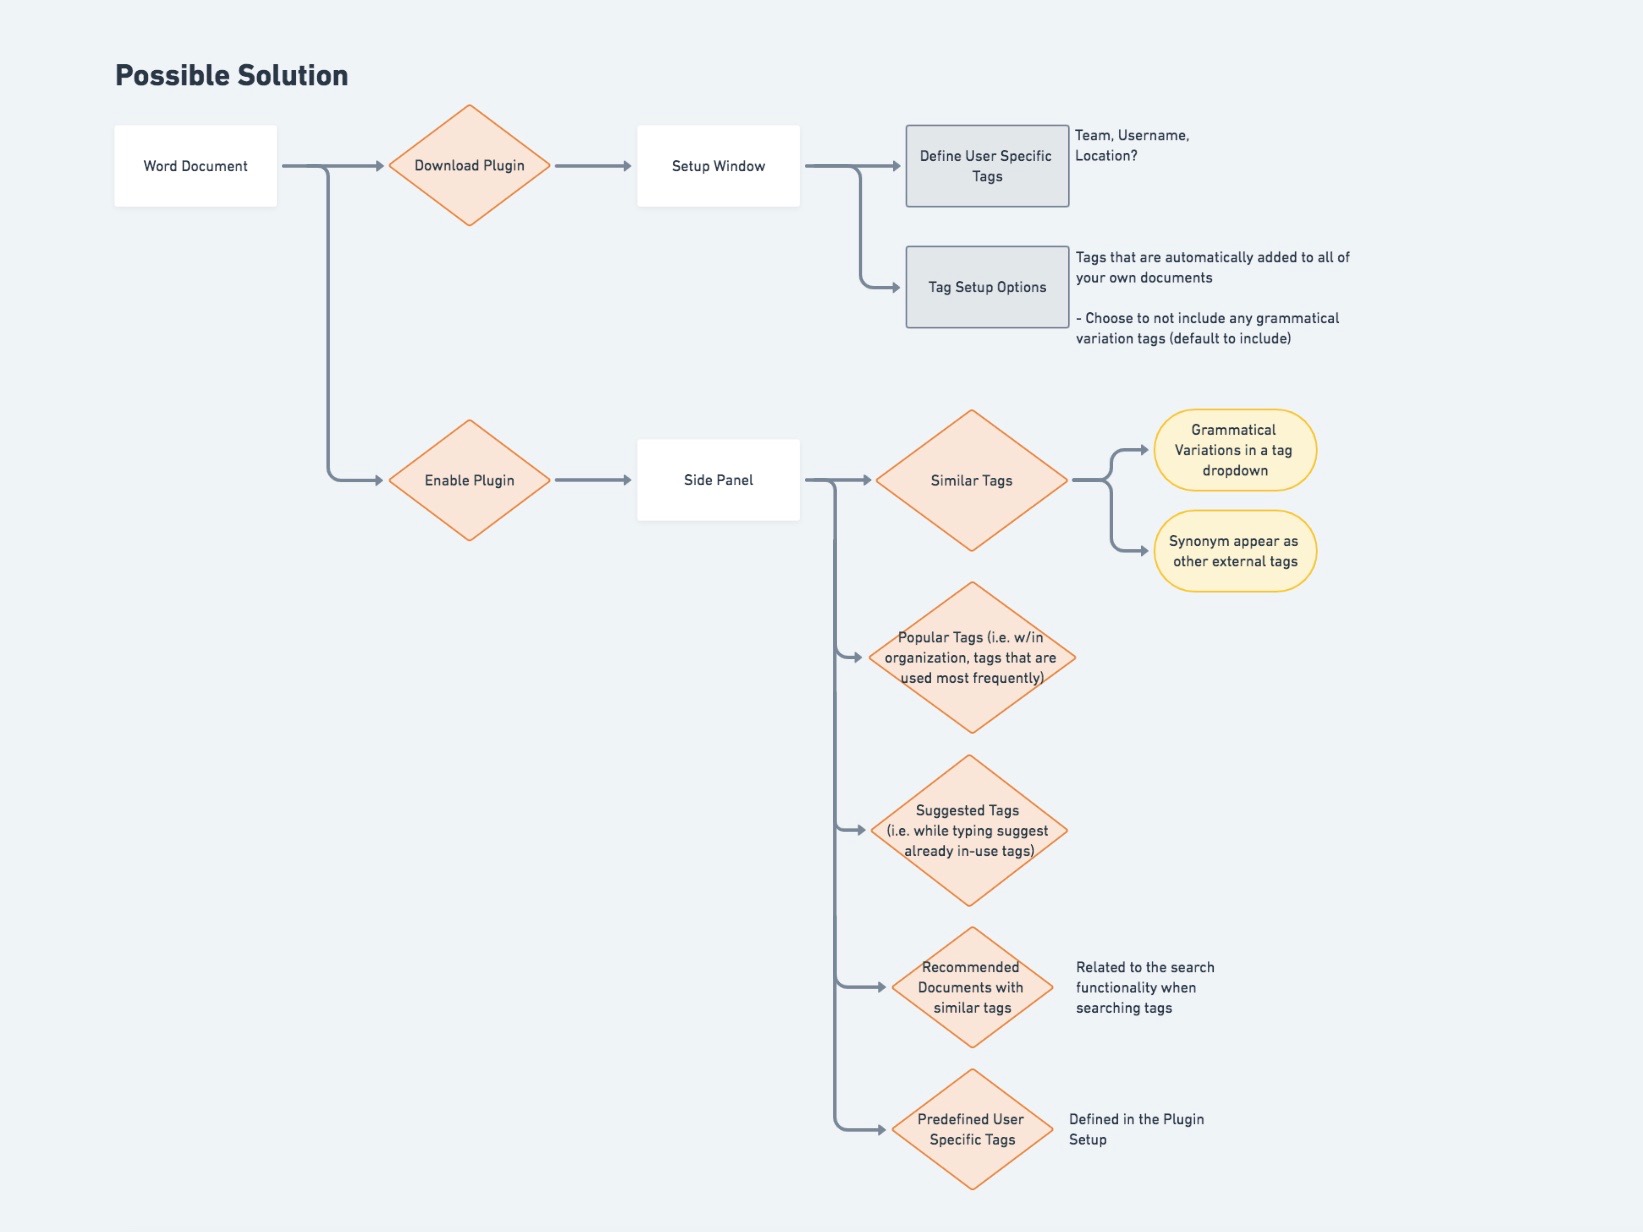 Possible Solution
Word Document
Download Plugin
Setup Window
Define User Specific
Tags
Team, Username,
Location?
Tag Setup Options
Tags that are automatically added to all of
your own documents
- Choose to not include any grammatical
variation tags (default to include)
Enable Plugin
Side Panel
Similar Tags
Grammatical
Variations in a tag
dropdown
Synonym appear as
other external tags
Popular Tags (i.e. w/in
organization, tags that are
used most frequently)
Suggested Tags
(i.e. while typing suggest
already in-use tags)
Recommended
Documents with
similar tags
Related to the search
functionality when
searching tags
Predefined User
Specific Tags
Defined in the Plugin
Setup